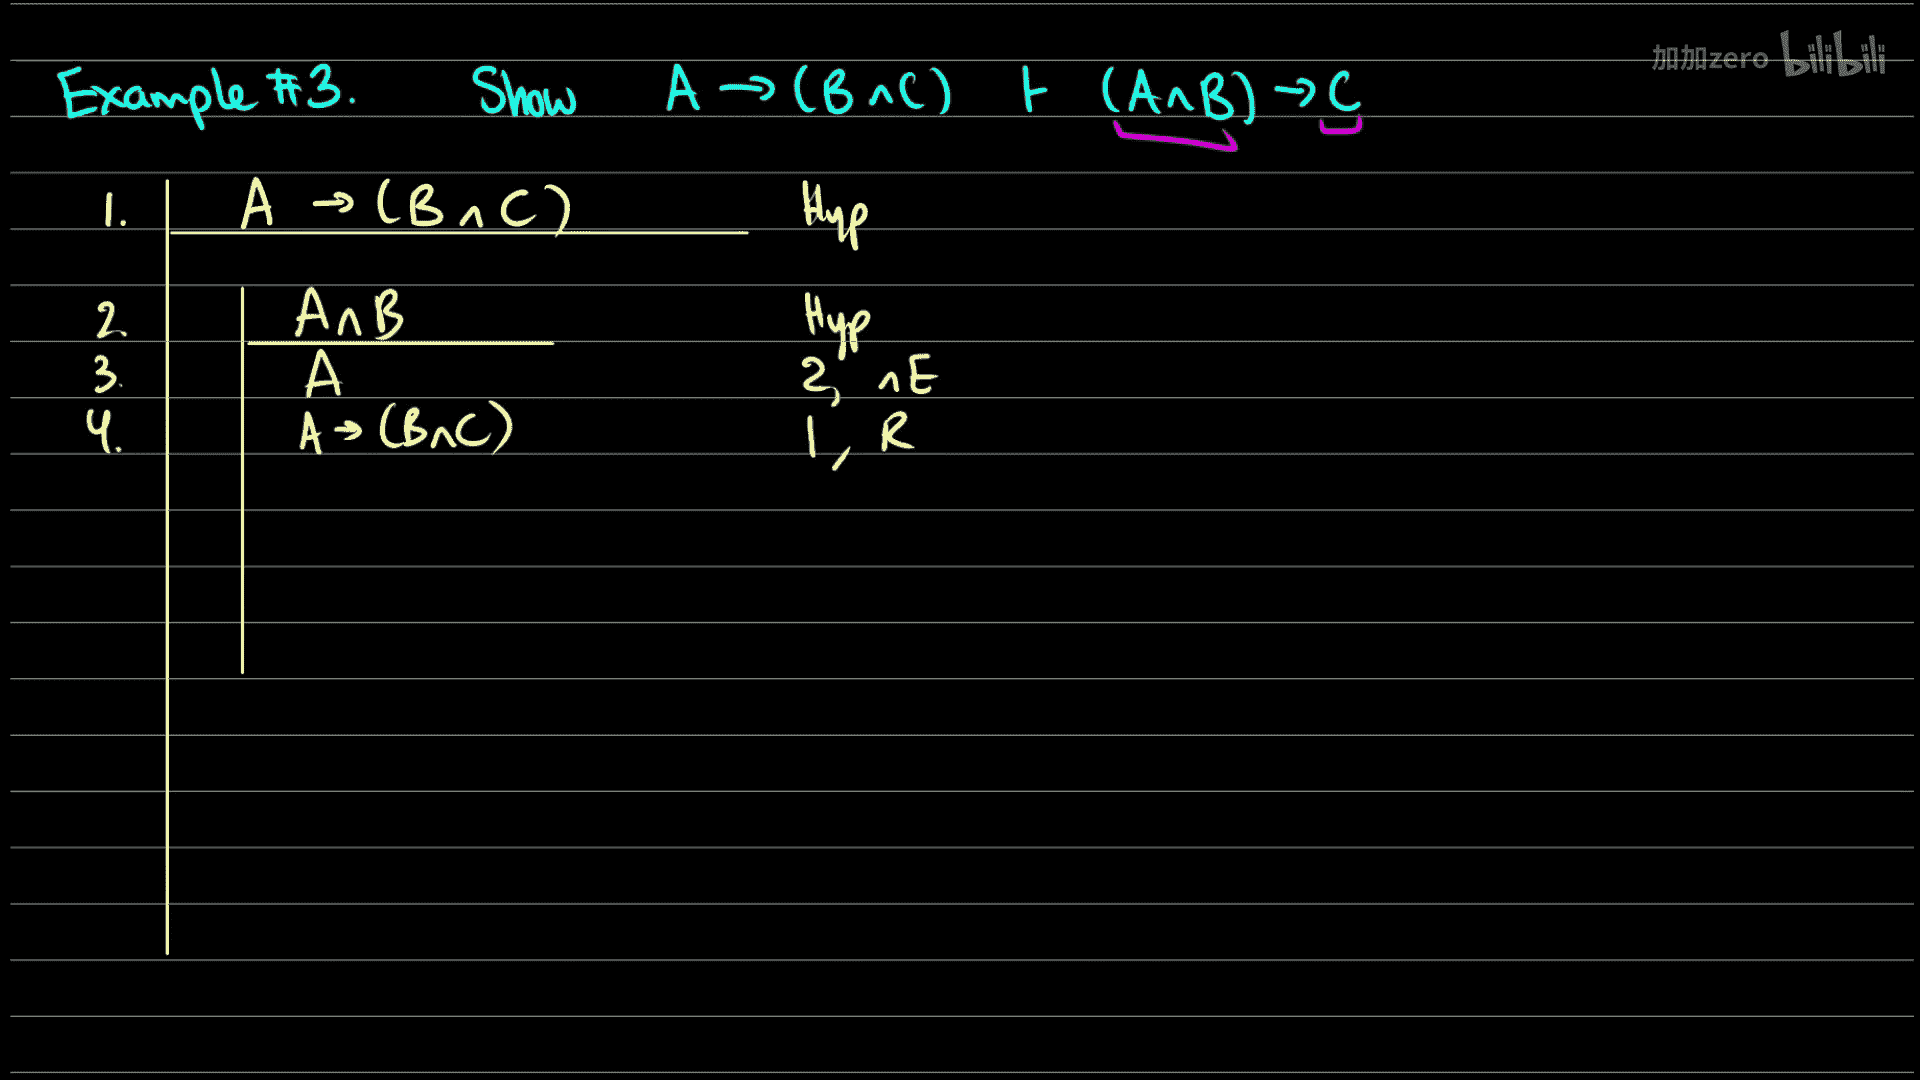 加加zero bilibili
Example #3. Show A → (B ∧ C) ⊢ (A ∧ B) → C
1. A → (B ∧ C) Hyp
2. A ∧ B Hyp
3. A 2, ∧E
4. A → (B ∧ C) 1, R